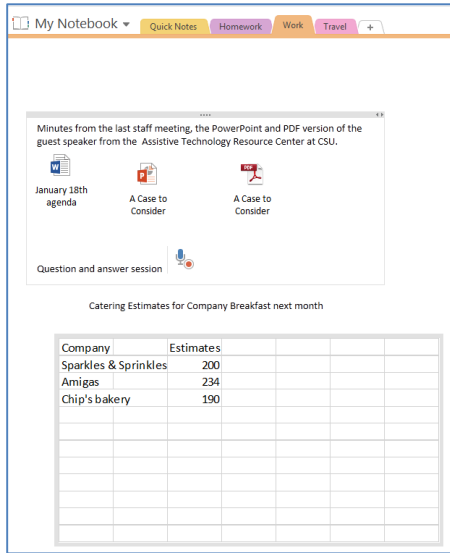 My Notebook
Quick Notes Homework Work Travel +
Minutes from the last staff meeting, the PowerPoint and PDF version of the
guest speaker from the Assistive Technology Resource Center at CSU.
W P PDF
January 18th
agenda
A Case to
Consider
A Case to
Consider
Question and answer session
Catering Estimates for Company Breakfast next month
Company Estimates
Sparkles & Sprinkles 200
Amigas 234
Chip's bakery 190